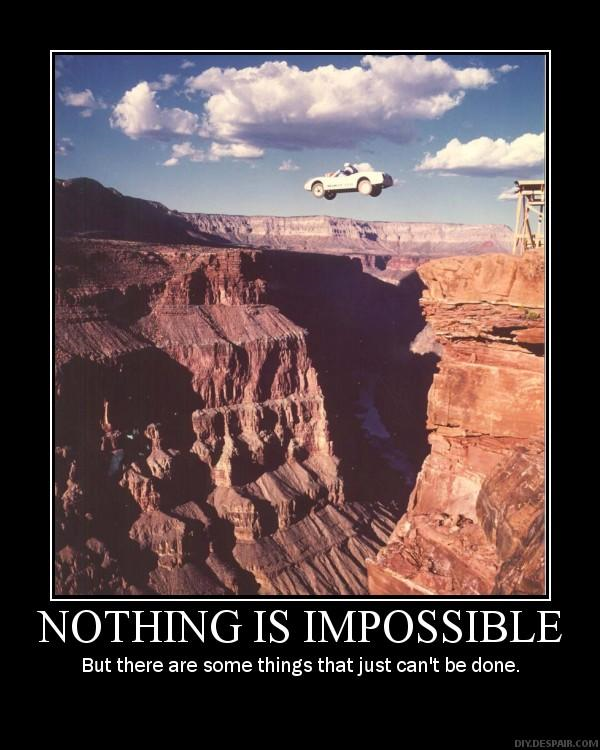 NOTHING IS IMPOSSIBLE
But there are some things that just can't be done.
DIY.DESPAIR.COM